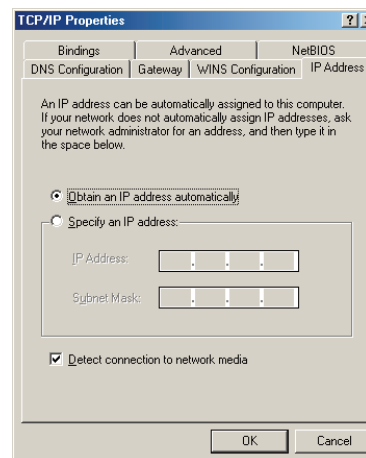 TCP/IP Properties
Bindings Advanced NetBIOS
DNS Configuration Gateway WINS Configuration IP Address
An IP address can be automatically assigned to this computer.
If your network does not automatically assign IP addresses, ask
your network administrator for an address, and then type it in
the space below.
Obtain an IP address automatically
Specify an IP address:
IP Address:
Subnet Mask:
Detect connection to network media
OK Cancel